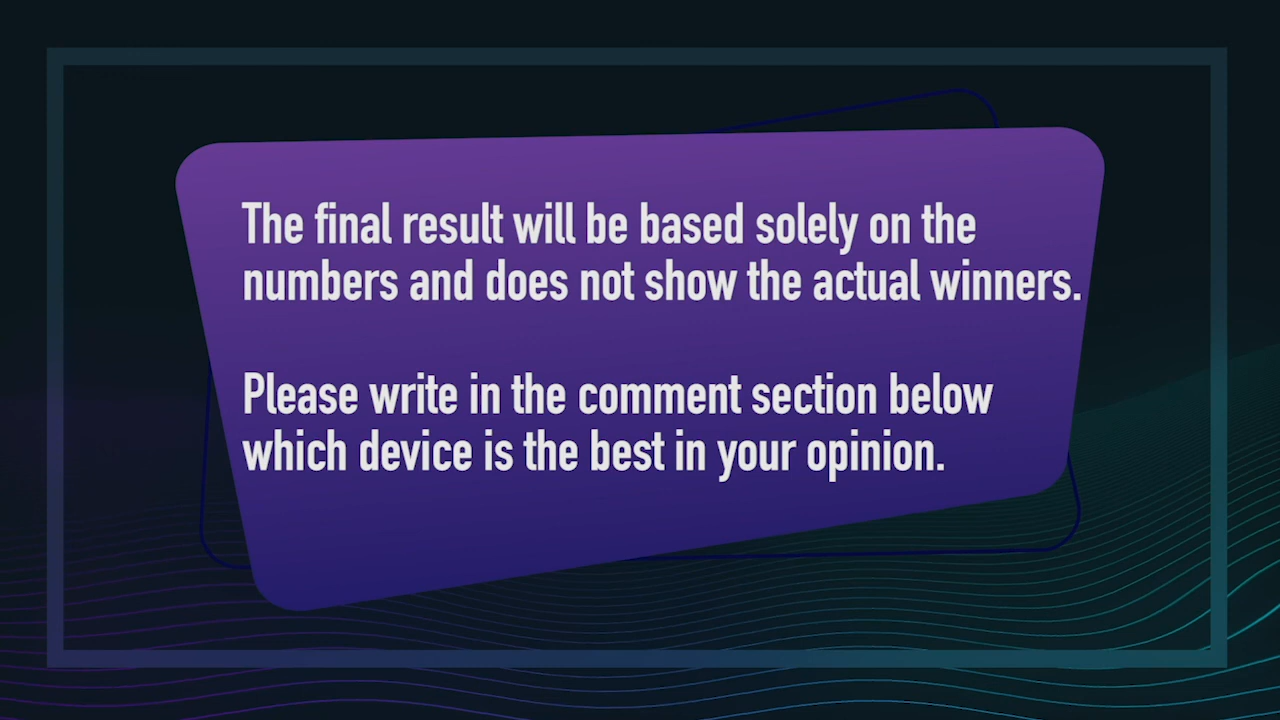 The final result will be based solely on the
numbers and does not show the actual winners.
Please write in the comment section below
which device is the best in your opinion.